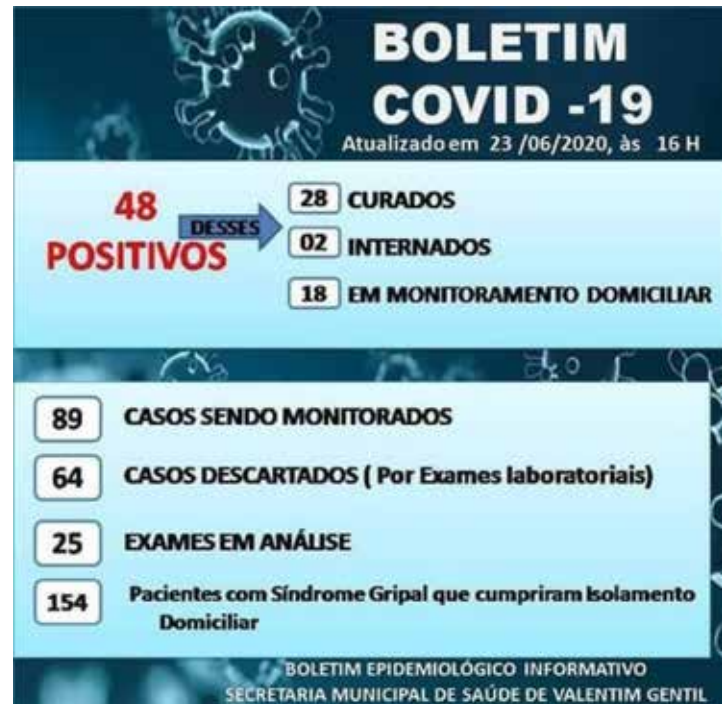 BOLETIM
COVID -19
Atualizado em 23 /06/2020, às 16 H
48
POSITIVOS
DESSES
28 CURADOS
02 INTERNADOS
18 EM MONITORAMENTO DOMICILIAR
89 CASOS SENDO MONITORADOS
64 CASOS DESCARTADOS ( Por Exames laboratoriais)
25 EXAMES EM ANÁLISE
154 Pacientes com Síndrome Gripal que cumpriram Isolamento
Domiciliar
BOLETIM EPIDEMIOLÓGICO INFORMATIVO
SECRETARIA MUNICIPAL DE SAÚDE DE VALENTIM GENTIL